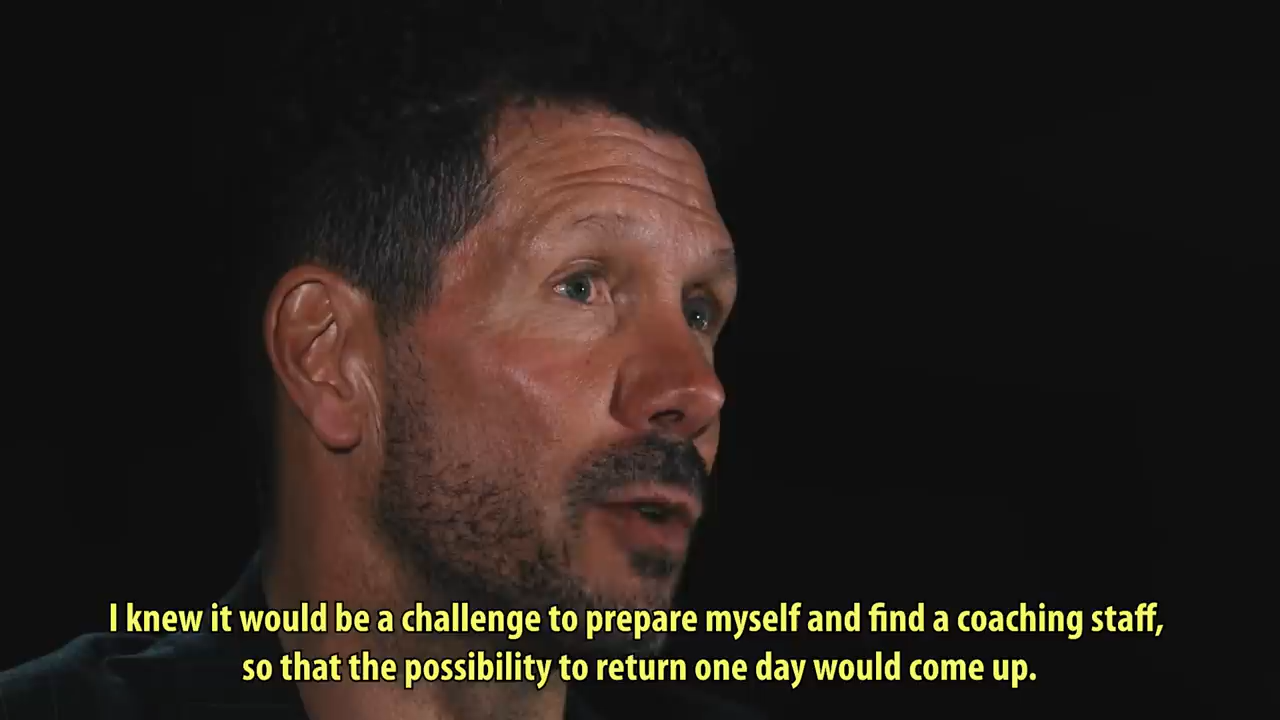 I knew it would be a challenge to prepare myself and find a coaching staff,
so that the possibility to return one day would come up.